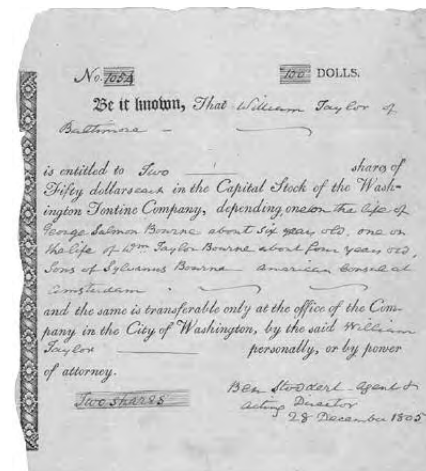 No. 1054 100 DOLLS.
Be it known, That William Taylor of
Baltimore —
is entitled to Two share of
Fifty dollars each in the Capital Stock of the Wash-
ington Tontine Company, depending one on the life of
George Salmon Bourne about six years old, one on
the life of Wm Taylor Bourne about four years old,
Sons of Sylvanus Bourne American Consul at
Amsterdam.
and the same is transferable only at the office of the Com-
pany in the City of Washington, by the said William
Taylor personally, or by power
of attorney.
Ben Stoddert Agent &
Two shares acting Director
28 December 1805